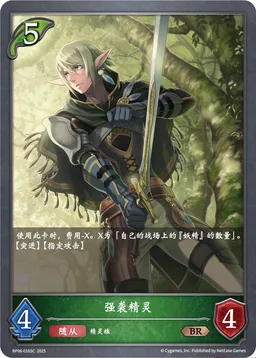 5
使用此卡时，费用-X。X为「自己的战场上的『妖精』的数量」。
【突进】【指定攻击】
强袭精灵
4
随从
精灵族
BR
4
2025
© Cygames, Inc. Published by NetEase Games